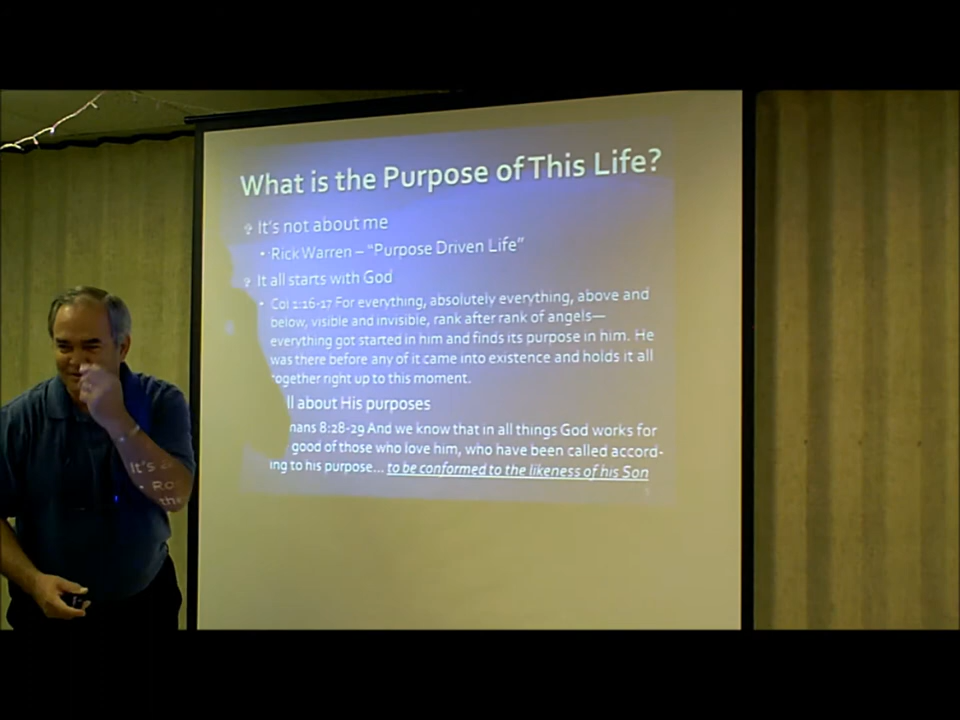 What is the Purpose of This Life?
It's not about me
• Rick Warren – "Purpose Driven Life"
It all starts with God
• Col 1:16-17 For everything, absolutely everything, above and
below, visible and invisible, rank after rank of angels—
everything got started in him and finds its purpose in him. He
was there before any of it came into existence and holds it all
together right up to this moment.
ll about His purposes
mans 8:28-29 And we know that in all things God works for
good of those who love him, who have been called accord-
ing to his purpose... to be conformed to the likeness of his Son
It's a
• Ro
the